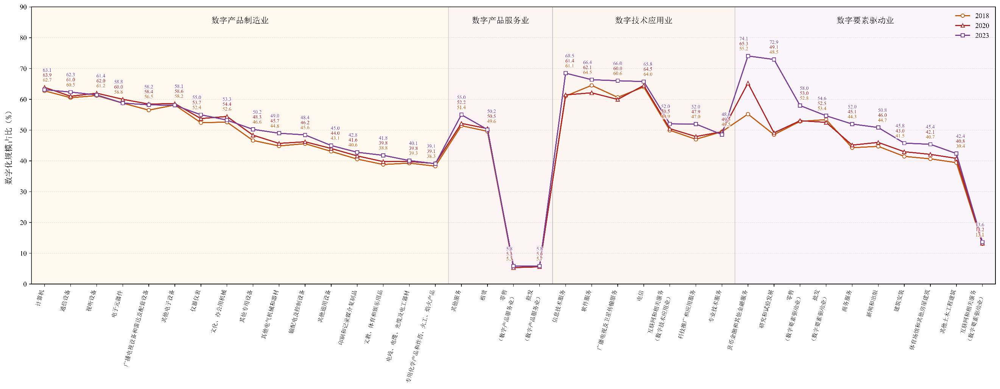 数字产品制造业
数字产品服务业
数字技术应用业
数字要素驱动业
2018
2020
2023
数字化规模占比（%）
90
80
70
60
50
40
30
20
10
0
63.1
63.9
62.7
62.3
61.0
60.5
61.4
62.0
61.2
58.8
60.0
58.8
58.2
58.4
56.5
58.1
58.6
58.2
55.0
53.7
52.4
53.3
54.4
52.6
50.2
48.3
46.6
49.0
45.7
44.8
48.4
46.2
45.6
45.0
44.0
43.1
42.8
41.6
40.6
41.8
39.8
38.8
40.1
39.8
39.3
39.1
39.1
38.3
55.0
52.2
51.4
50.2
50.5
49.6
5.8
5.3
5.3
5.8
5.6
5.7
68.5
61.4
61.1
66.4
62.1
64.5
66.0
60.0
60.6
65.8
64.5
64.0
52.0
50.5
49.9
52.0
47.9
47.0
48.6
49.5
49.5
74.1
65.3
55.2
72.9
49.1
48.5
58.0
53.0
52.8
54.6
52.5
53.4
52.0
45.1
44.3
50.8
46.0
44.7
45.8
43.0
41.5
45.4
42.1
40.7
42.4
40.8
39.4
13.6
13.2
13.1
计算机
通信设备
视听设备
电子元器件
广播电视设备和雷达及配套设备
其他电子设备
仪器仪表
文化、办公用机械
其他专用设备
其他电气机械和器材
输配电及控制设备
其他通用设备
印刷和记录媒介复制品
文教、体育和娱乐用品
电线、电缆、光缆及电工器材
专用化学产品和炸药、火工、焰火产品
其他服务
租赁
零售
（数字产品服务业）
批发
（数字产品服务业）
信息技术服务
软件服务
广播电视及卫星传输服务
电信
互联网和相关服务
（数字技术应用业）
科技推广和应用服务
专业技术服务
货币金融和其他金融服务
研究和试验发展
零售
（数字要素驱动业）
批发
（数字要素驱动业）
商务服务
新闻和出版
建筑安装
体育场馆和其他房屋建筑
其他土木工程建筑
互联网和相关服务
（数字要素驱动业）